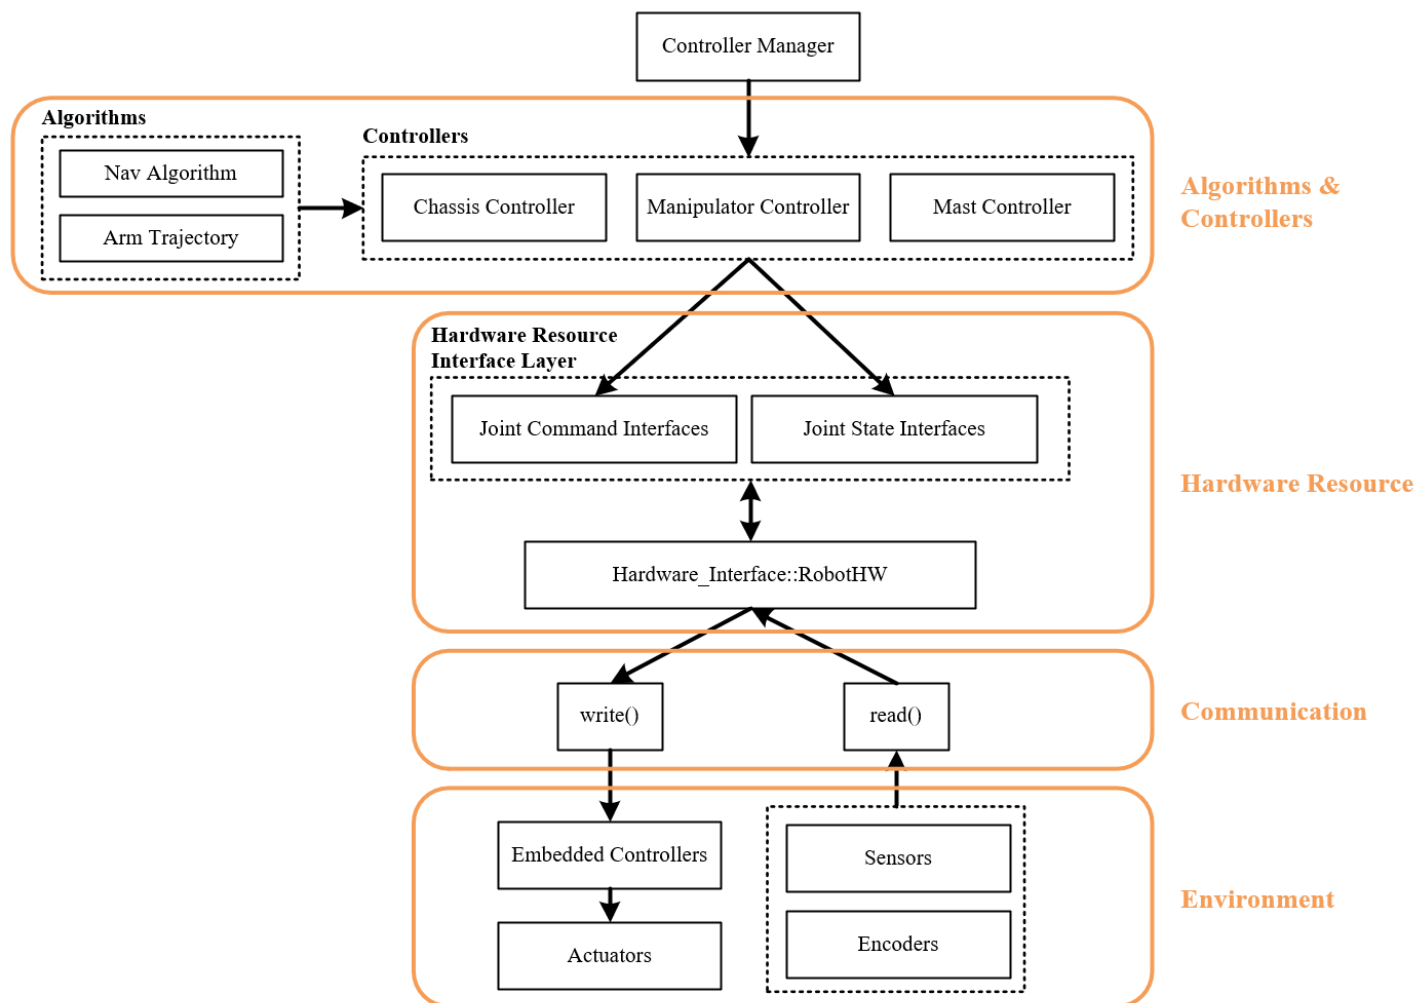 Controller Manager
Algorithms
Nav Algorithm
Arm Trajectory
Controllers
Chassis Controller
Manipulator Controller
Mast Controller
Algorithms &
Controllers
Hardware Resource
Interface Layer
Joint Command Interfaces
Joint State Interfaces
Hardware_Interface::RobotHW
Hardware Resource
write()
read()
Communication
Embedded Controllers
Actuators
Sensors
Encoders
Environment